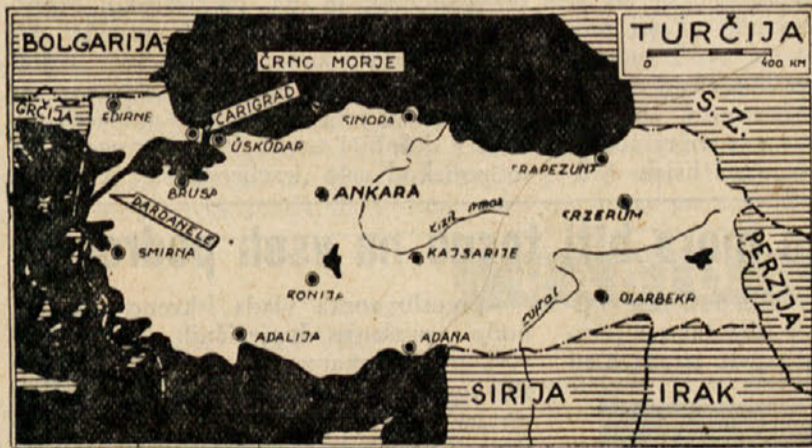 BOLGARIJA
TURČIJA
0 400 KM
ČRNO MORJE
S. Z.
GRČIJA
EDIRNE
CARIGRAD
ÜSKÜDAR
SINOPA
TRAPEZUNT
BRUSA
ANKARA
ERZERUM
DARDANELE
KIZIL IRMAK
PERZIJA
SMIRNA
KAJSARIJE
KONIJA
EUFRAT
DIARBEKR
ADALIJA
ADANA
SIRIJA
IRAK